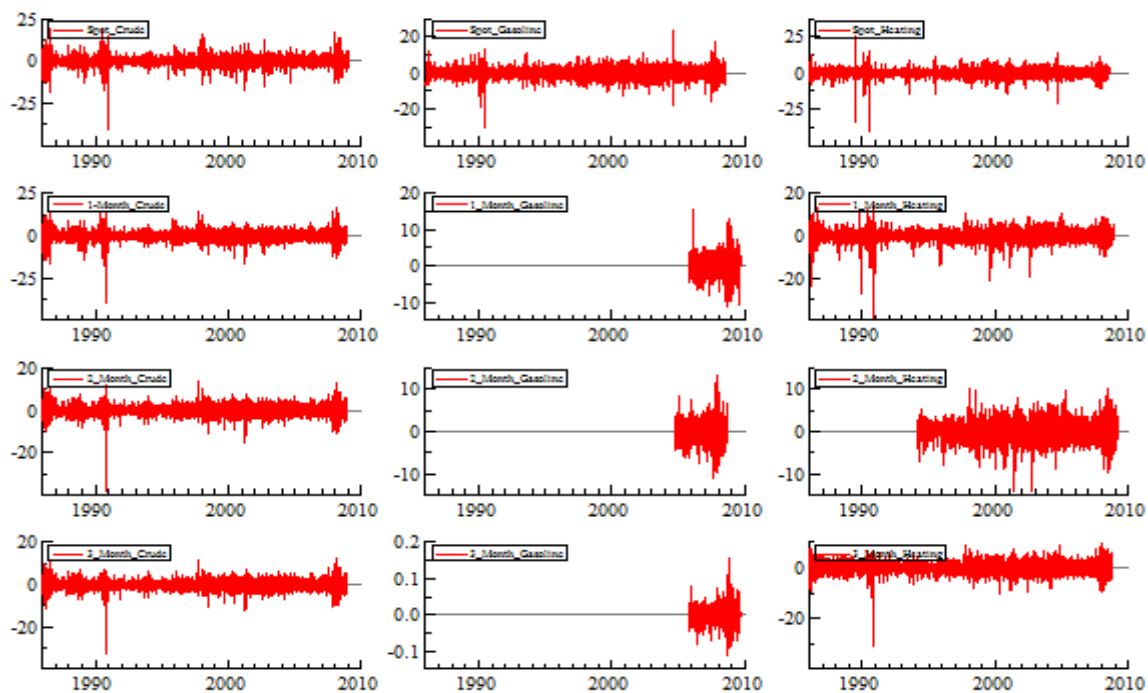 25
Spot_Crude
0
-25
1990 2000 2010
Spot_Gasoline
20
0
-20
1990 2000 2010
Spot_Heating
25
0
-25
1990 2000 2010
25
1-Month_Crude
0
-25
1990 2000 2010
20
1_Month_Gasoline
10
0
-10
1990 2000 2010
20
1_Month_Heating
0
-20
1990 2000 2010
20
2_Month_Crude
0
-20
1990 2000 2010
15
2_Month_Gasoline
10
5
0
-10
1990 2000 2010
15
2_Month_Heating
10
5
0
-10
1990 2000 2010
20
3_Month_Crude
0
-20
1990 2000 2010
0.2
3_Month_Gasoline
0.1
0.0
-0.1
1990 2000 2010
3_Month_Heating
0
-20
1990 2000 2010